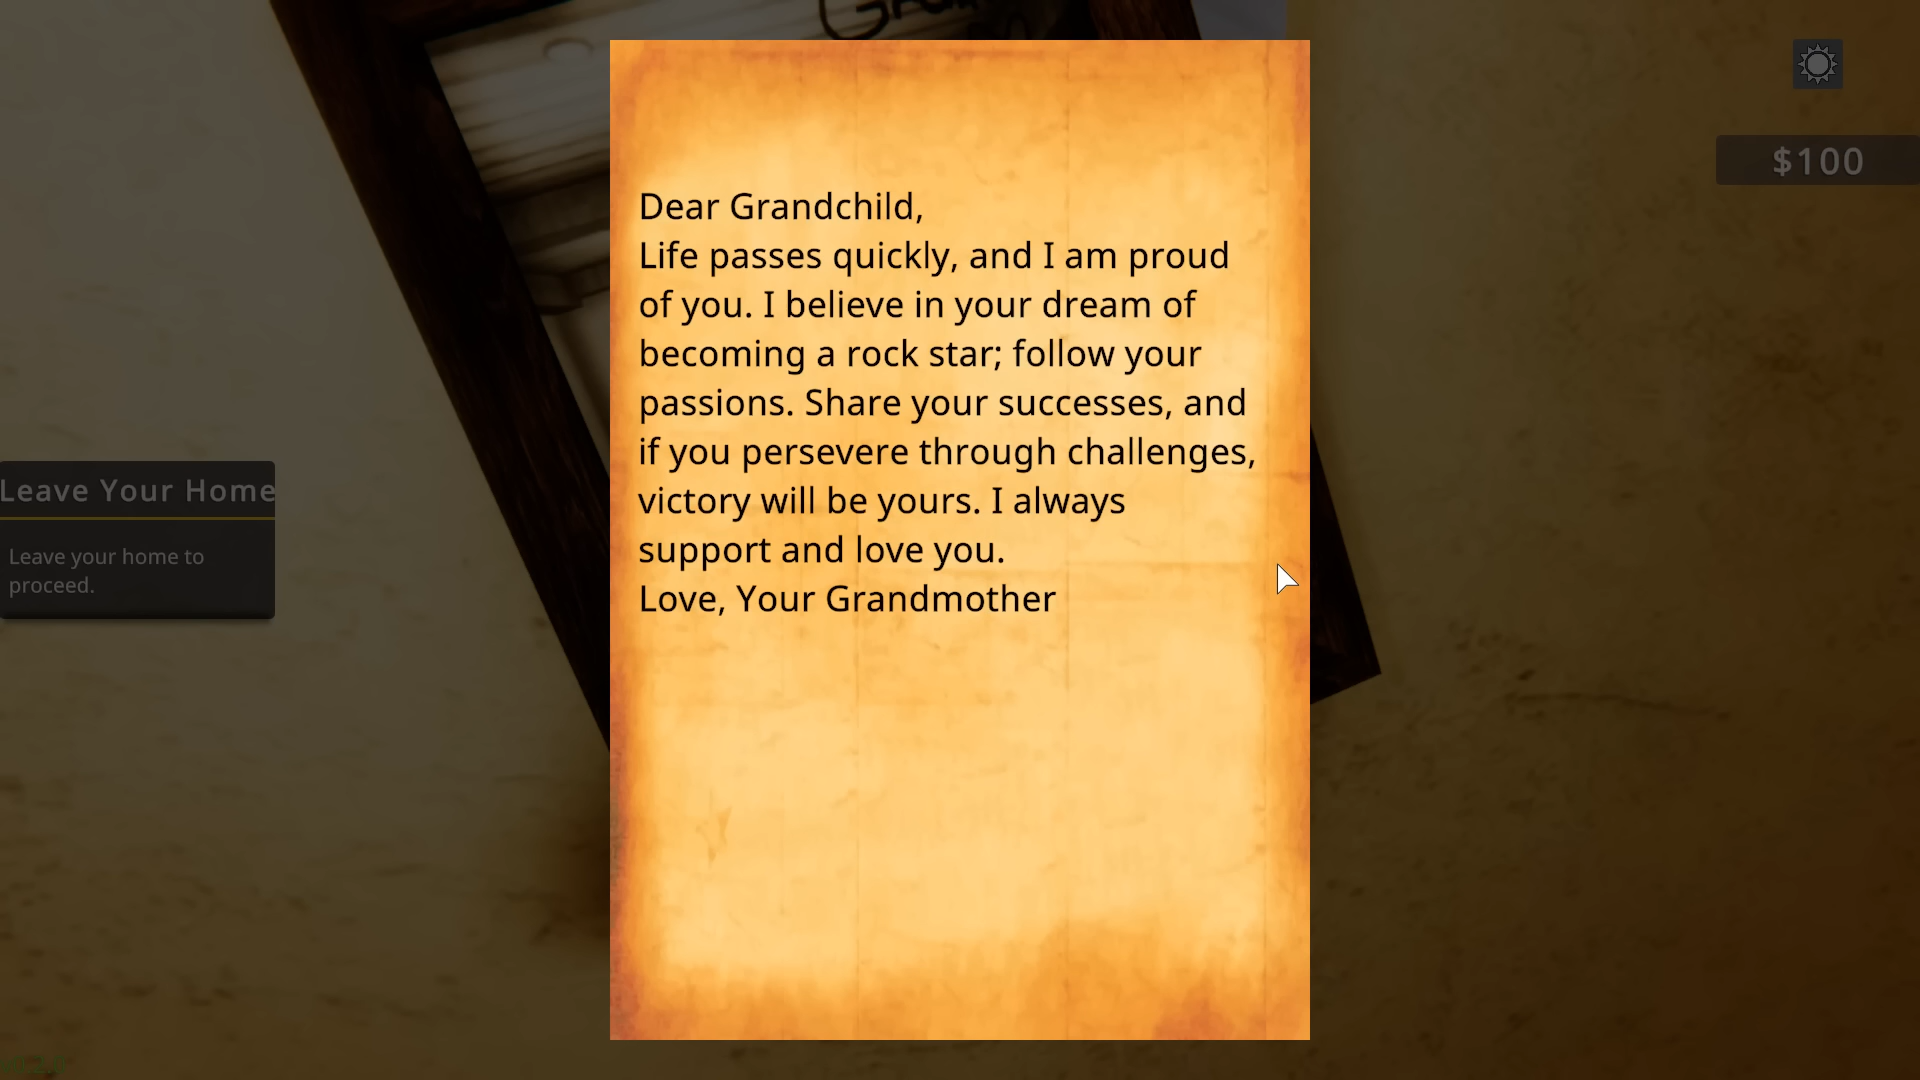 $100
Dear Grandchild,
Life passes quickly, and I am proud
of you. I believe in your dream of
becoming a rock star; follow your
passions. Share your successes, and
if you persevere through challenges,
victory will be yours. I always
support and love you.
Love, Your Grandmother
Leave Your Home
Leave your home to
proceed.